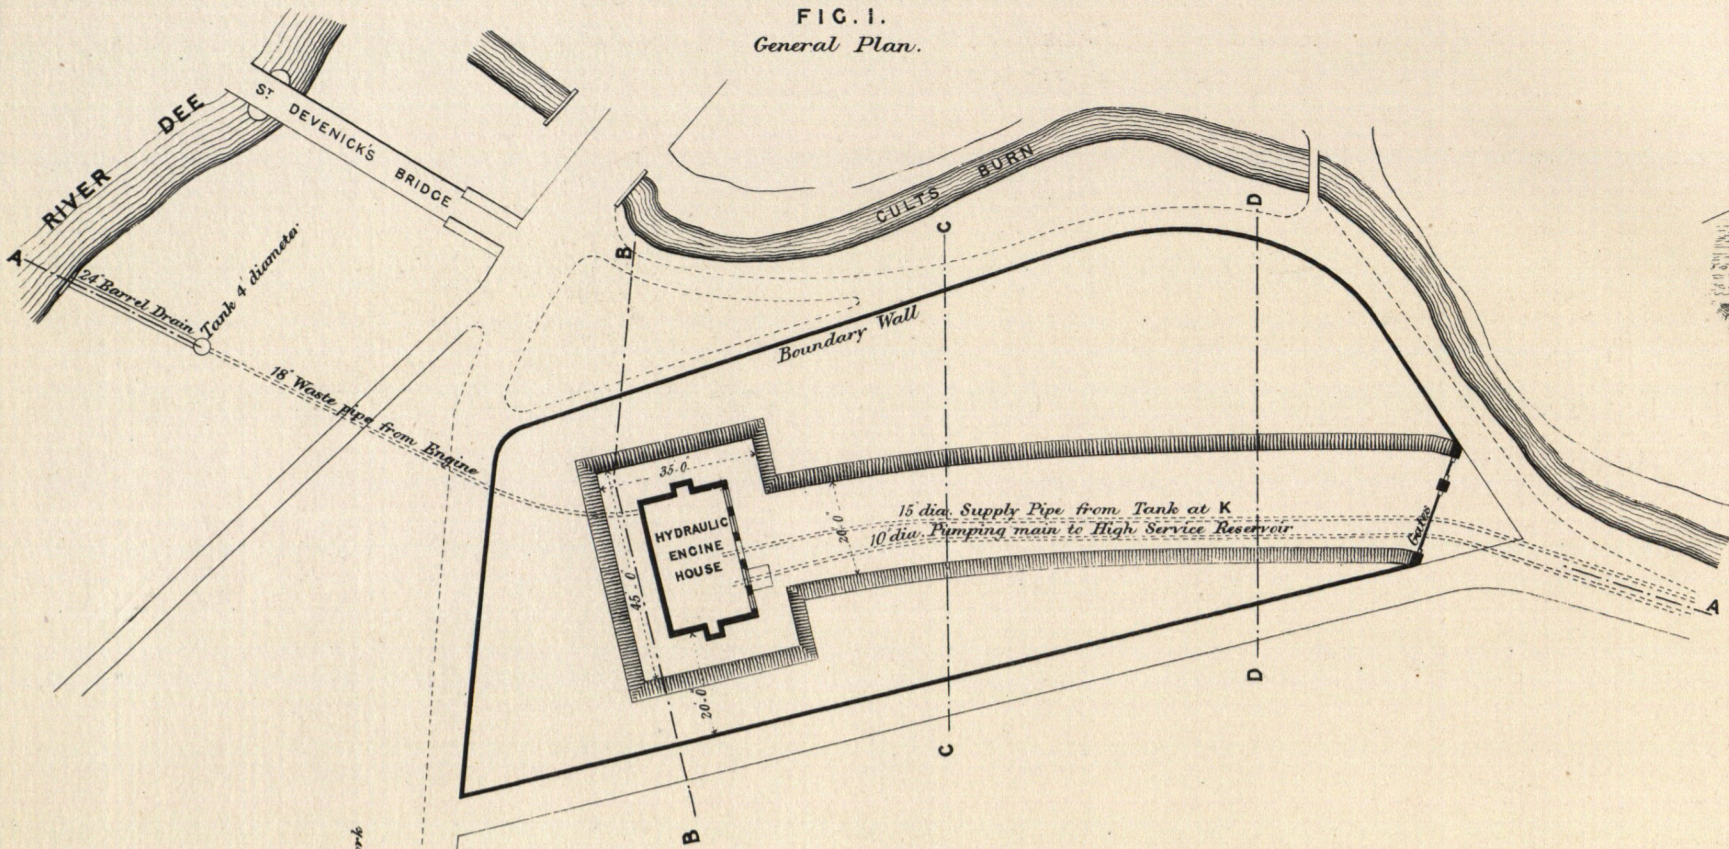 FIG. 1.
General Plan.
RIVER DEE
ST. DEVENICK'S BRIDGE
CULTS BURN
A
24" Barrel Drain
Tank 4' diameter
18" Waste pipe from Engine
B
C
D
Boundary Wall
35.0
HYDRAULIC
ENGINE
HOUSE
45.0
20.0
20.0
15" dia. Supply Pipe from Tank at K
10" dia. Pumping main to High Service Reservoir
Gates
A
B
C
D